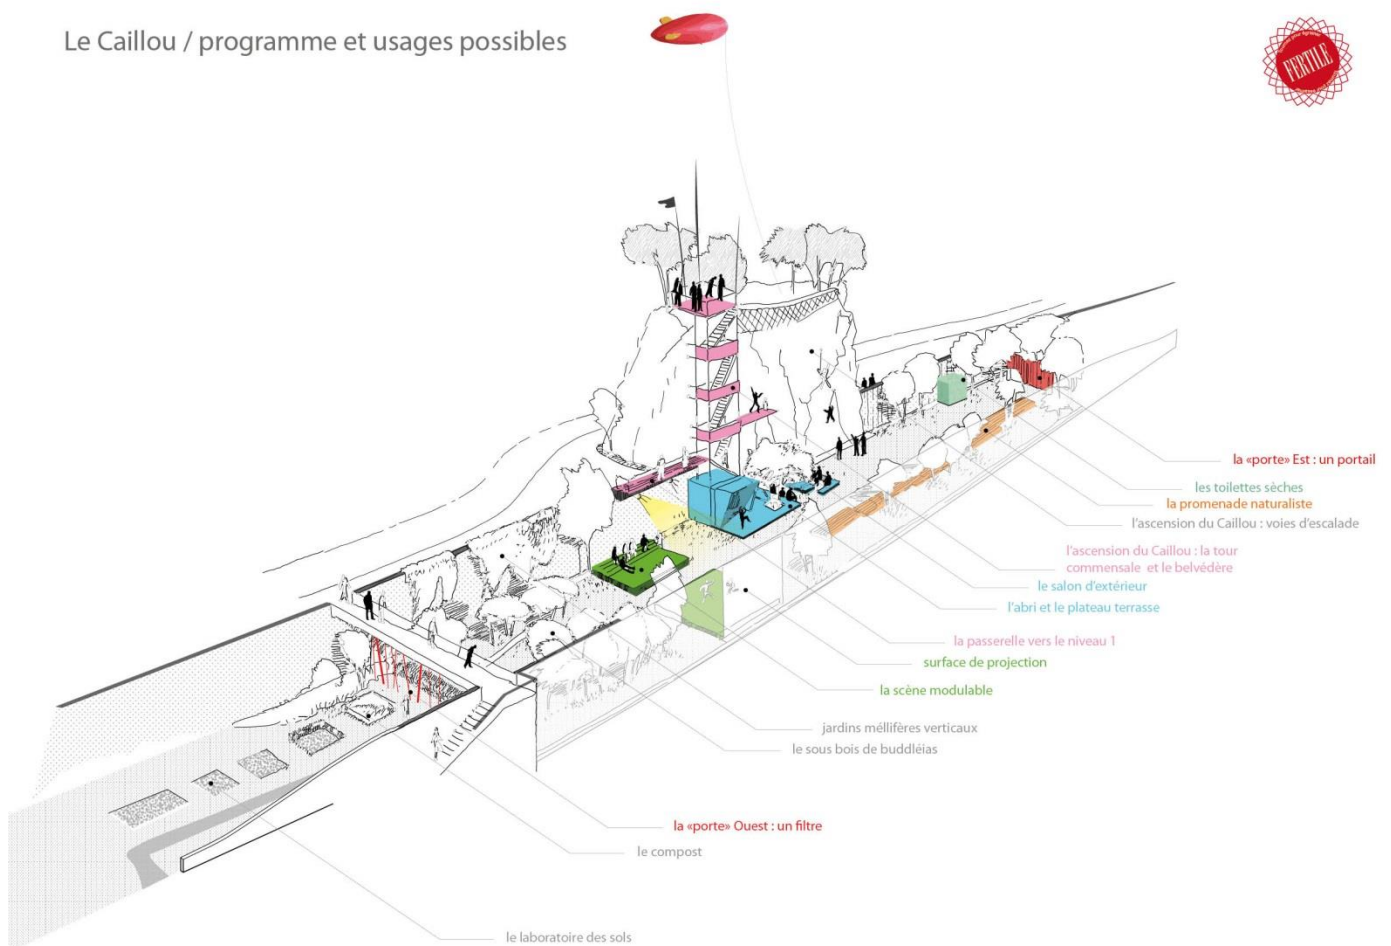 Le Caillou / programme et usages possibles
FERTILE
la «porte» Est : un portail
les toilettes sèches
la promenade naturaliste
l'ascension du Caillou : voies d'escalade
l'ascension du Caillou : la tour
commensale et le belvédère
le salon d'extérieur
l'abri et le plateau terrasse
la passerelle vers le niveau 1
surface de projection
la scène modulable
jardins méllifères verticaux
le sous bois de buddléias
la «porte» Ouest : un filtre
le compost
le laboratoire des sols